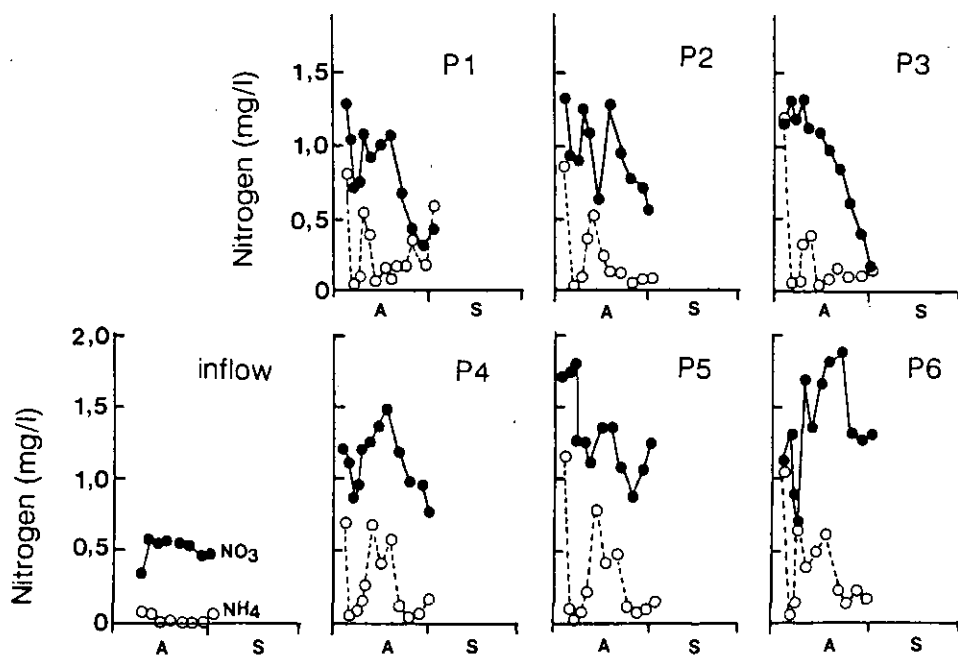 P1 P2 P3
Nitrogen (mg/l)
1,5
1,0
0,5
0
A S A S A S
inflow P4 P5 P6
Nitrogen (mg/l)
2,0
1,5
1,0
0,5
0
NO3
NH4
A S A S A S A S